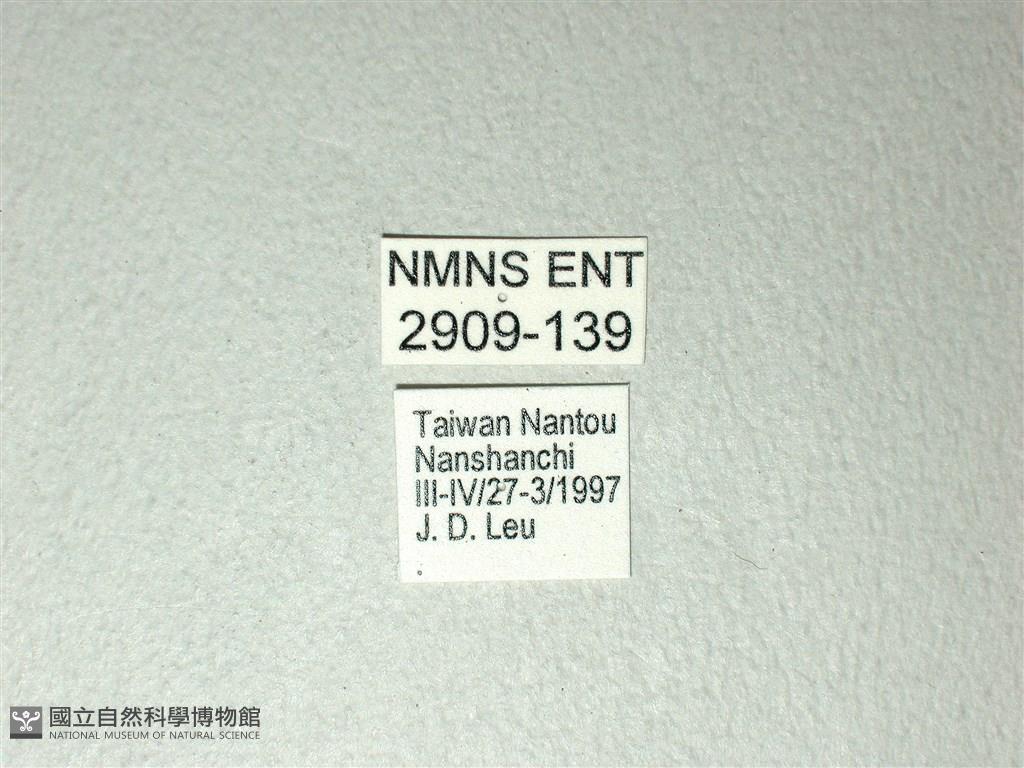 NMNS ENT
2909-139
Taiwan Nantou
Nanshanchi
III-IV/27-3/1997
J. D. Leu
國立自然科學博物館
NATIONAL MUSEUM OF NATURAL SCIENCE